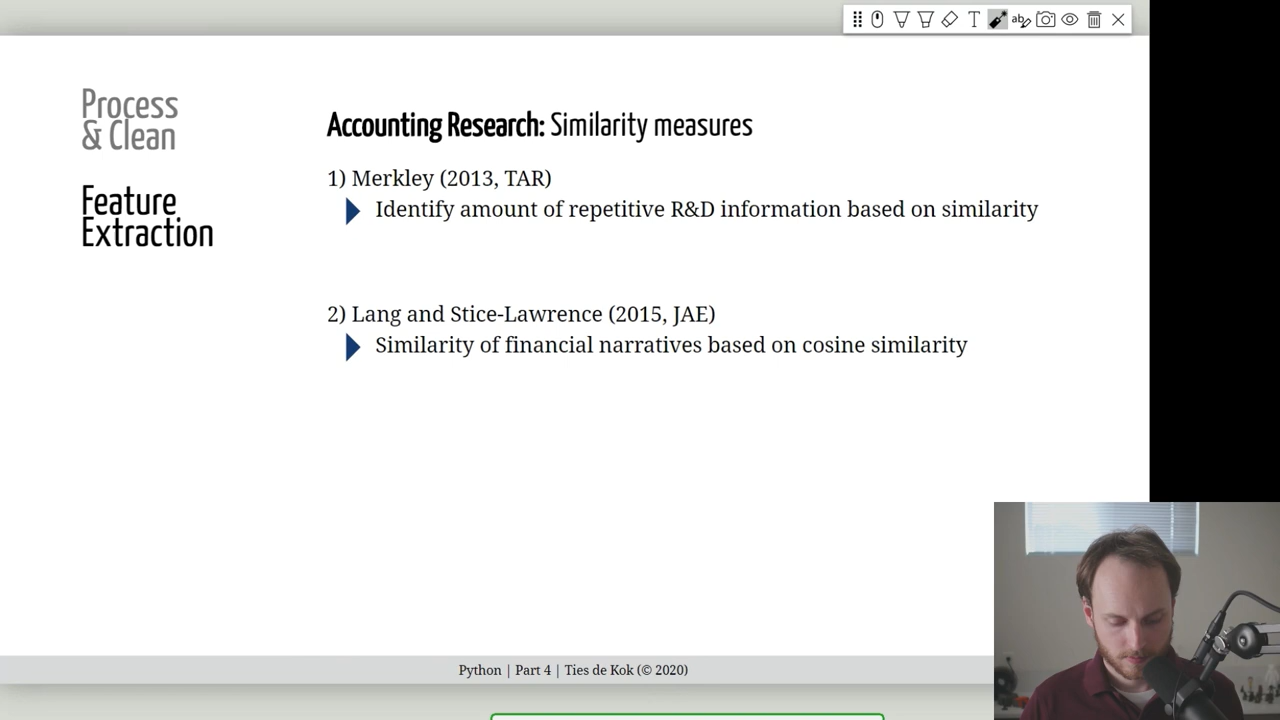 Process
& Clean
Feature
Extraction
Accounting Research: Similarity measures
1) Merkley (2013, TAR)
Identify amount of repetitive R&D information based on similarity
2) Lang and Stice-Lawrence (2015, JAE)
Similarity of financial narratives based on cosine similarity
Python | Part 4 | Ties de Kok (© 2020)